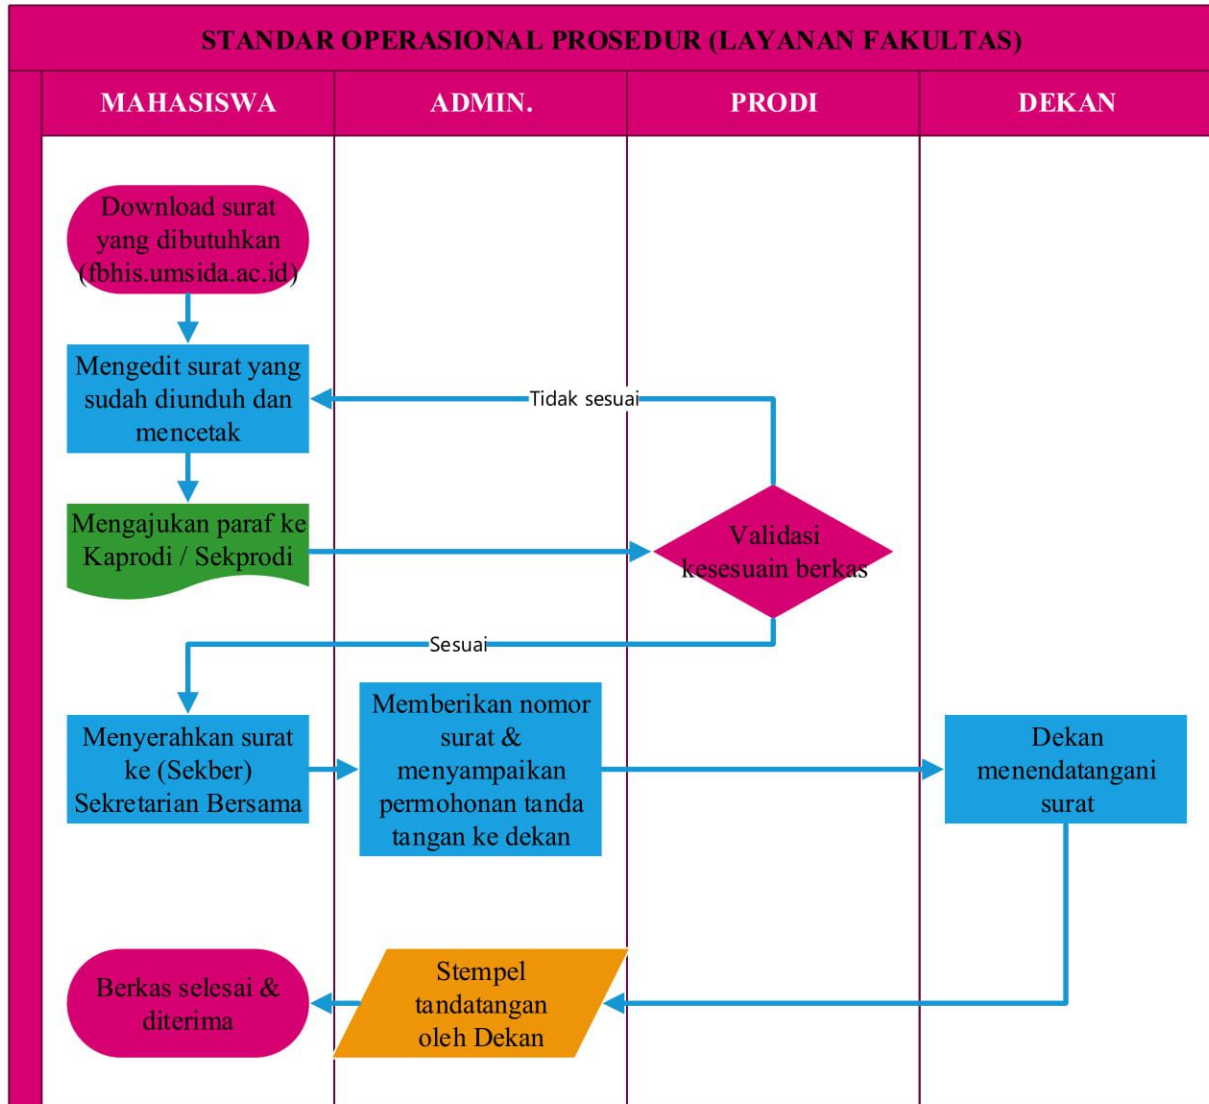 STANDAR OPERASIONAL PROSEDUR (LAYANAN FAKULTAS)
MAHASISWA
ADMIN.
PRODI
DEKAN
Download surat
yang dibutuhkan
(fbhis.umsida.ac.id)
Mengedit surat yang
sudah diunduh dan
mencetak
Tidak sesuai
Mengajukan paraf ke
Kaprodi / Sekprodi
Validasi
kesesuain berkas
Sesuai
Menyerahkan surat
ke (Sekber)
Sekretarian Bersama
Memberikan nomor
surat &
menyampaikan
permohonan tanda
tangan ke dekan
Dekan
menendatangani
surat
Berkas selesai &
diterima
Stempel
tandatangan
oleh Dekan